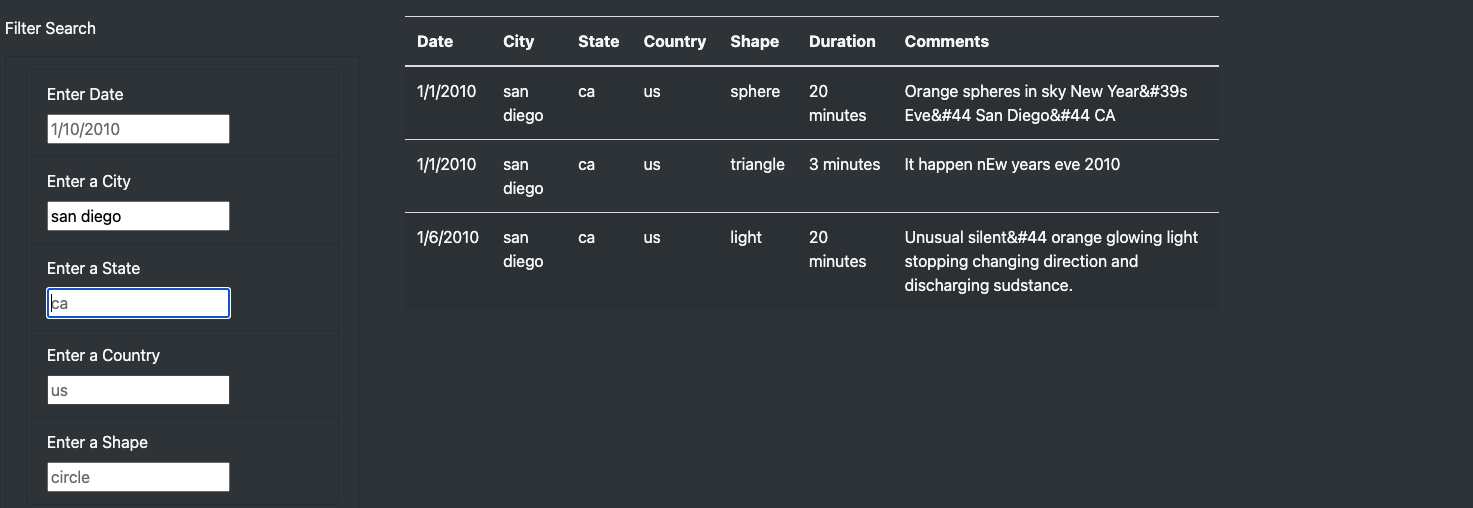 Filter Search
Enter Date
1/10/2010
Enter a City
san diego
Enter a State
ca
Enter a Country
us
Enter a Shape
circle
Date City State Country Shape Duration Comments
1/1/2010 san ca us sphere 20 Orange spheres in sky New Year&#39s
diego minutes Eve&#44 San Diego&#44 CA
1/1/2010 san ca us triangle 3 minutes It happen nEw years eve 2010
diego
1/6/2010 san ca us light 20 Unusual silent&#44 orange glowing light
diego minutes stopping changing direction and
discharging sudstance.